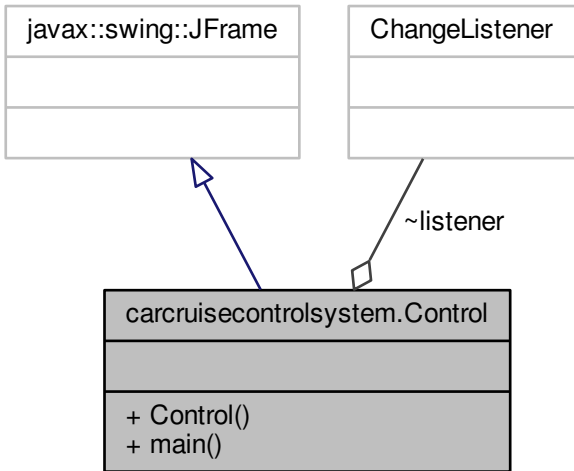 javax::swing::JFrame
ChangeListener
~listener
carcruisecontrolsystem.Control
+ Control()
+ main()